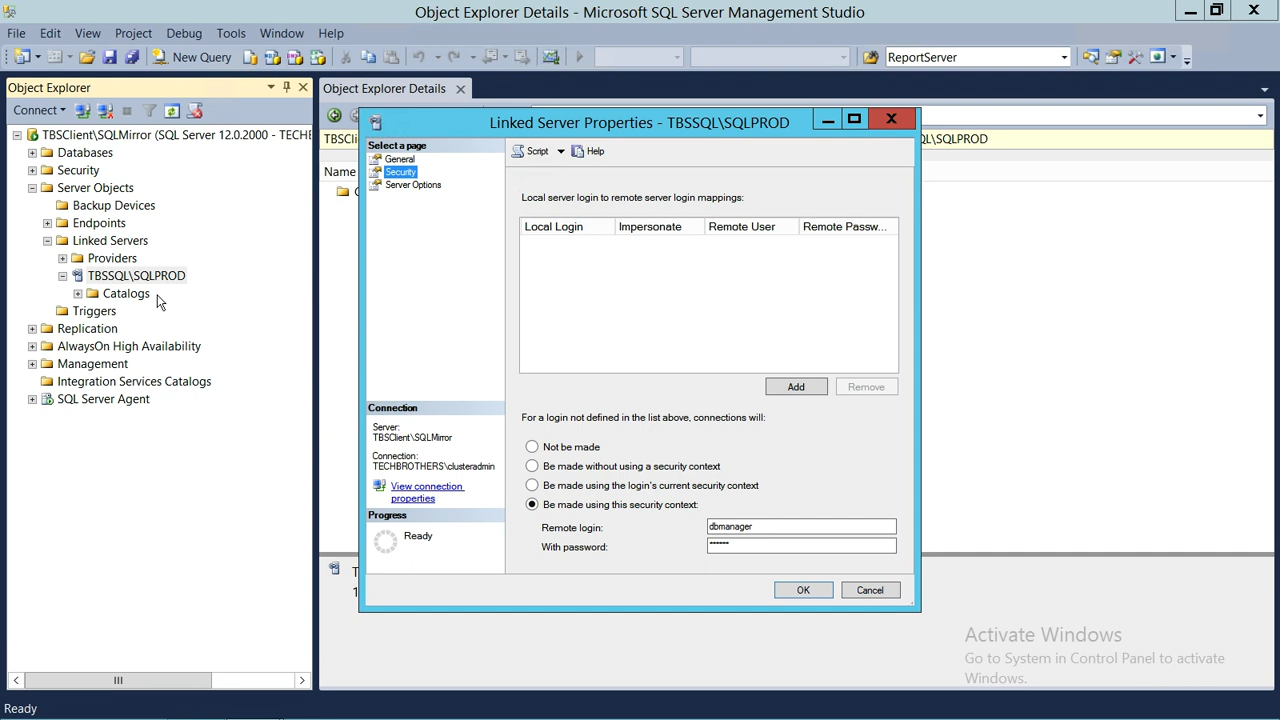 Object Explorer Details - Microsoft SQL Server Management Studio
File Edit View Project Debug Tools Window Help
New Query ReportServer
Object Explorer
Object Explorer Details
Connect
TBSClient\SQLMirror (SQL Server 12.0.2000 - TECHB
Databases
Security
Server Objects
Backup Devices
Endpoints
Linked Servers
Providers
TBSSQL\SQLPROD
Catalogs
Triggers
Replication
AlwaysOn High Availability
Management
Integration Services Catalogs
SQL Server Agent
TBSCli
QL\SQLPROD
Name
Linked Server Properties - TBSSQL\SQLPROD
Select a page
General
Security
Server Options
Script Help
Local server login to remote server login mappings:
Local Login Impersonate Remote User Remote Passw...
Add Remove
For a login not defined in the list above, connections will:
Not be made
Be made without using a security context
Be made using the login's current security context
Be made using this security context:
Remote login: dbmanager
With password: ******
Connection
Server:
TBSClient\SQLMirror
Connection:
TECHBROTHERS\clusteradmin
View connection
properties
Progress
Ready
OK Cancel
Activate Windows
Go to System in Control Panel to activate
Windows.
Ready